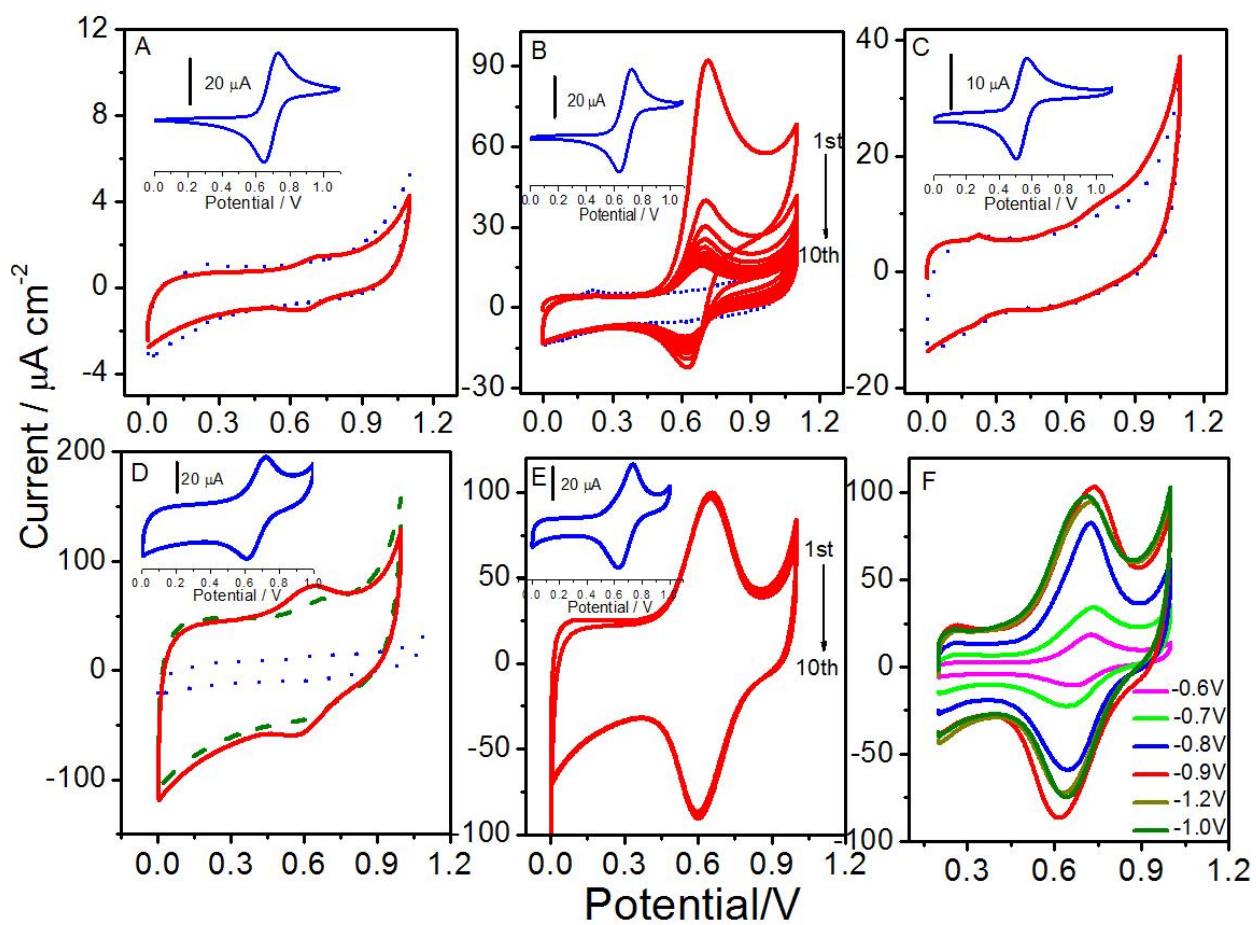 A
20 μA
0.0 0.2 0.4 0.6 0.8 1.0
Potential / V
12
8
4
0
-4
0.0 0.3 0.6 0.9 1.2
B
20 μA
0.0 0.2 0.4 0.6 0.8 1.0
Potential / V
1st
10th
90
60
30
0
-30
0.0 0.3 0.6 0.9 1.2
C
10 μA
0.0 0.2 0.4 0.6 0.8 1.0
Potential / V
40
20
0
-20
0.0 0.3 0.6 0.9 1.2
Current / μA cm-2
D
20 μA
0.0 0.2 0.4 0.6 0.8 1.0
Potential / V
200
100
0
-100
0.0 0.3 0.6 0.9 1.2
E
20 μA
0.0 0.2 0.4 0.6 0.8 1.0
Potential / V
1st
10th
100
50
0
-50
-100
0.0 0.3 0.6 0.9 1.2
F
100
50
0
-50
-100
0.3 0.6 0.9 1.2
-0.6V
-0.7V
-0.8V
-0.9V
-1.2V
-1.0V
Potential/V